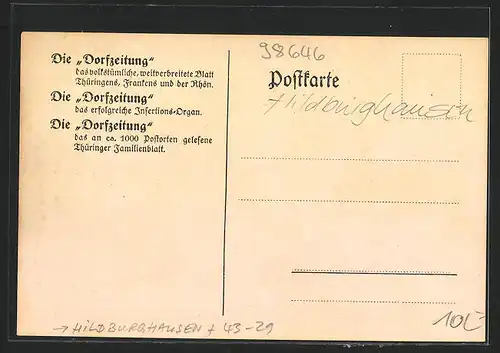 Die „Dorfzeitung“
das volkstümliche, weitverbreitete Blatt
Thüringens, Frankens und der Rhön.
Die „Dorfzeitung“
das erfolgreiche Insertions-Organ.
Die „Dorfzeitung“
das an ca. 1000 Postorten gelesene
Thüringer Familienblatt.
98646
Postkarte
Hildburghausen
→ HILDBURGHAUSEN + 43-29